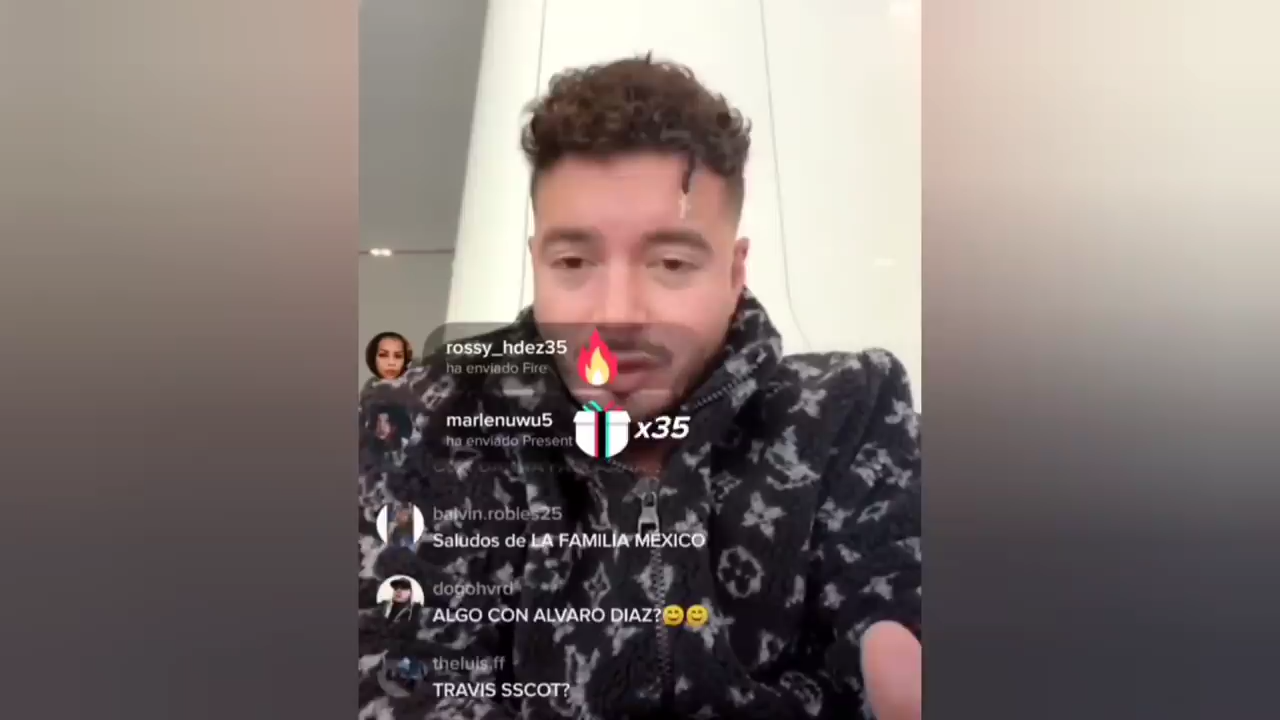 rossy_hdez35
ha enviado Fire
marlenuwu5
ha enviado Present
x35
balvin.robles25
Saludos de LA FAMILIA MÉXICO
dogohvrd
ALGO CON ALVARO DIAZ?😊😊
theluis.ff
TRAVIS SSCOT?